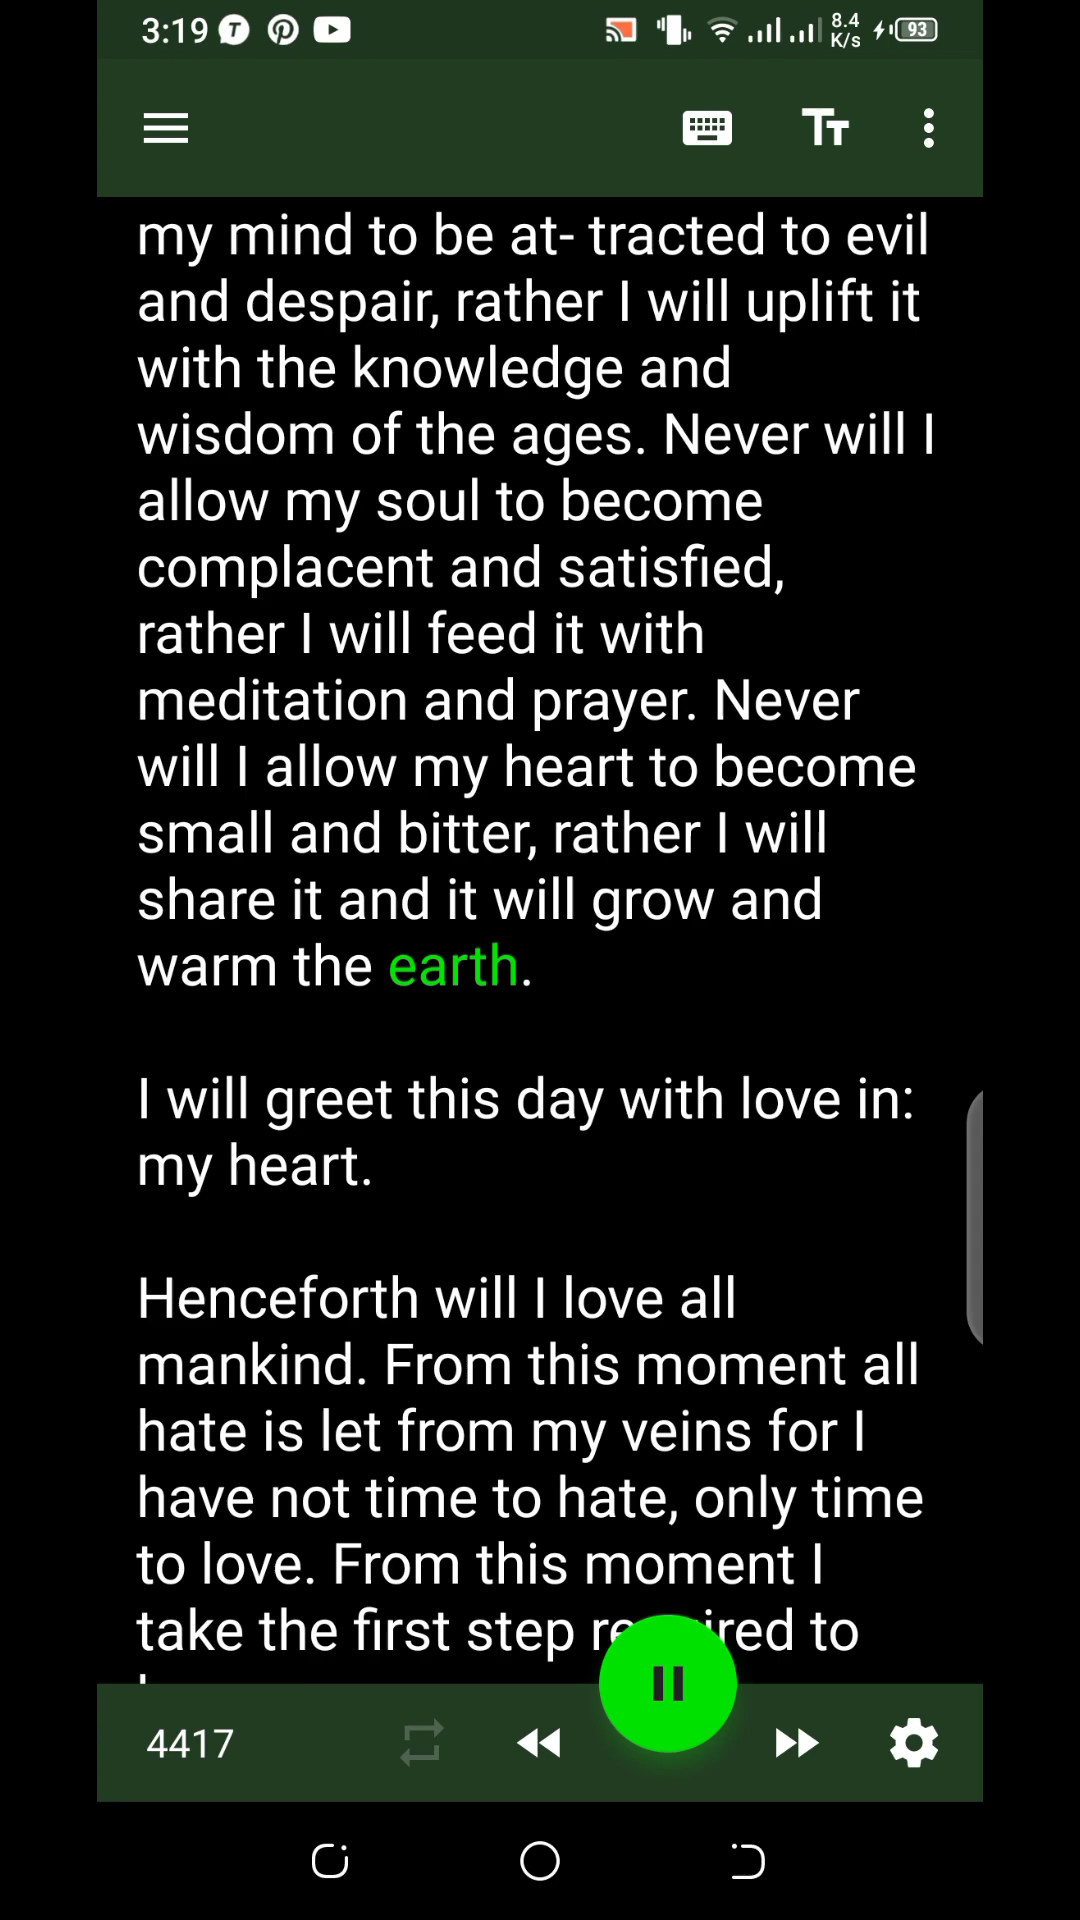 3:19
8.4
K/s
93
Tт
my mind to be at- tracted to evil
and despair, rather I will uplift it
with the knowledge and
wisdom of the ages. Never will I
allow my soul to become
complacent and satisfied,
rather I will feed it with
meditation and prayer. Never
will I allow my heart to become
small and bitter, rather I will
share it and it will grow and
warm the earth.
I will greet this day with love in:
my heart.
Henceforth will I love all
mankind. From this moment all
hate is let from my veins for I
have not time to hate, only time
to love. From this moment I
take the first step required to
4417